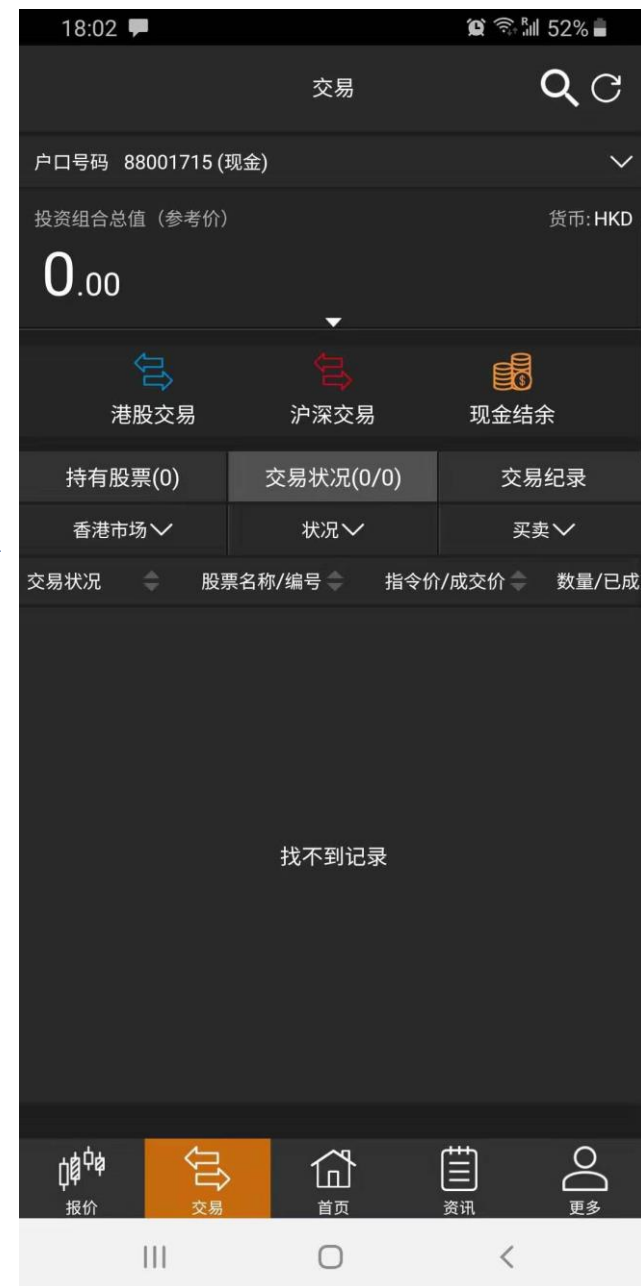 18:02 52%
交易
户口号码 88001715 (现金)
投资组合总值（参考价） 货币: HKD
0.00
港股交易 沪深交易 现金结余
持有股票(0) 交易状况(0/0) 交易纪录
香港市场 状况 买卖
交易状况 股票名称/编号 指令价/成交价 数量/已成
找不到记录
报价 交易 首页 资讯 更多